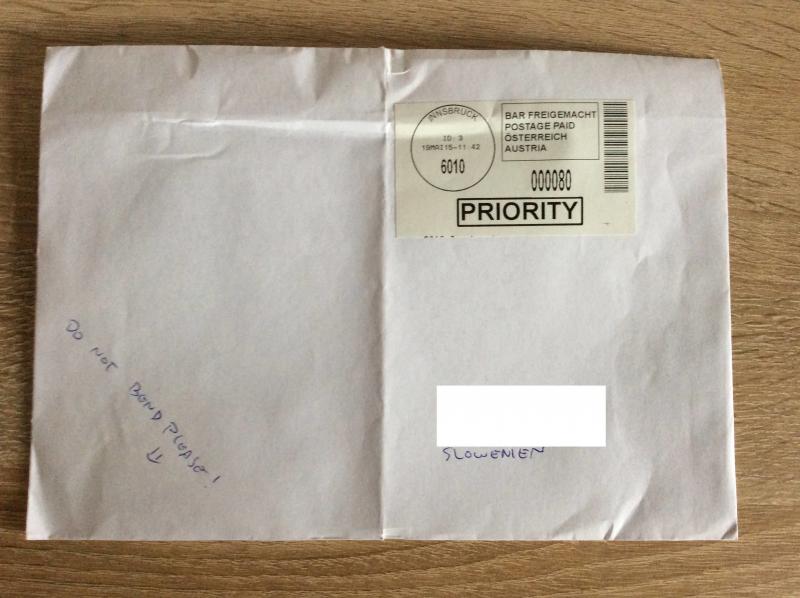 INNSBRUCK
ID: 3
19MAI15-11.42
6010
BAR FREIGEMACHT
POSTAGE PAID
ÖSTERREICH
AUSTRIA
000080
PRIORITY
DO NOT BEND PLEASE!
SLOWENIEN